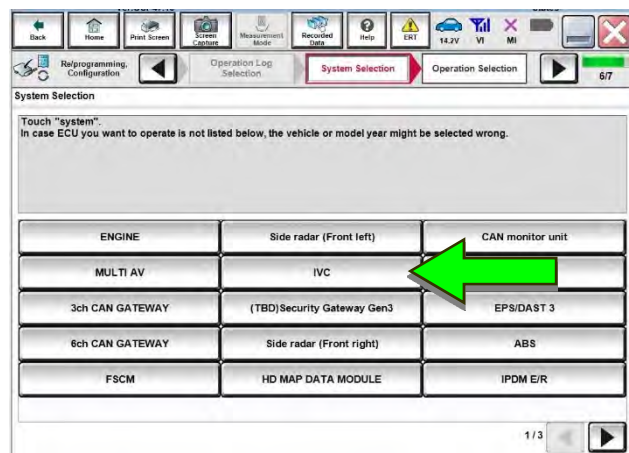 Back
Home
Print Screen
Screen
Capture
Measurement
Mode
Recorded
Data
Help
ERT
14.2V
VI
MI
Re/programming,
Configuration
Operation Log
Selection
System Selection
Operation Selection
6/7
System Selection
Touch "system".
In case ECU you want to operate is not listed below, the vehicle or model year might be selected wrong.
ENGINE
Side radar (Front left)
CAN monitor unit
MULTI AV
IVC
3ch CAN GATEWAY
(TBD)Security Gateway Gen3
EPS/DAST 3
6ch CAN GATEWAY
Side radar (Front right)
ABS
FSCM
HD MAP DATA MODULE
IPDM E/R
1/3